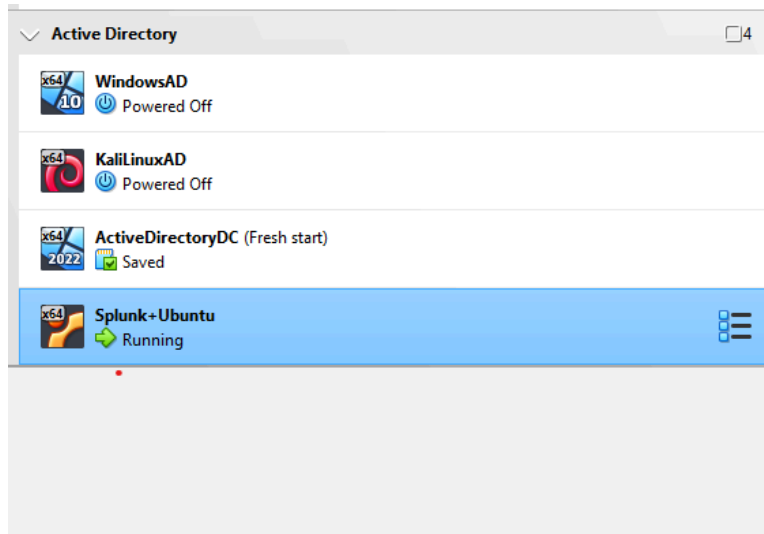 Active Directory 4
x64 10 WindowsAD
Powered Off
x64 KaliLinuxAD
Powered Off
x64 2022 ActiveDirectoryDC (Fresh start)
Saved
x64 Splunk+Ubuntu
Running